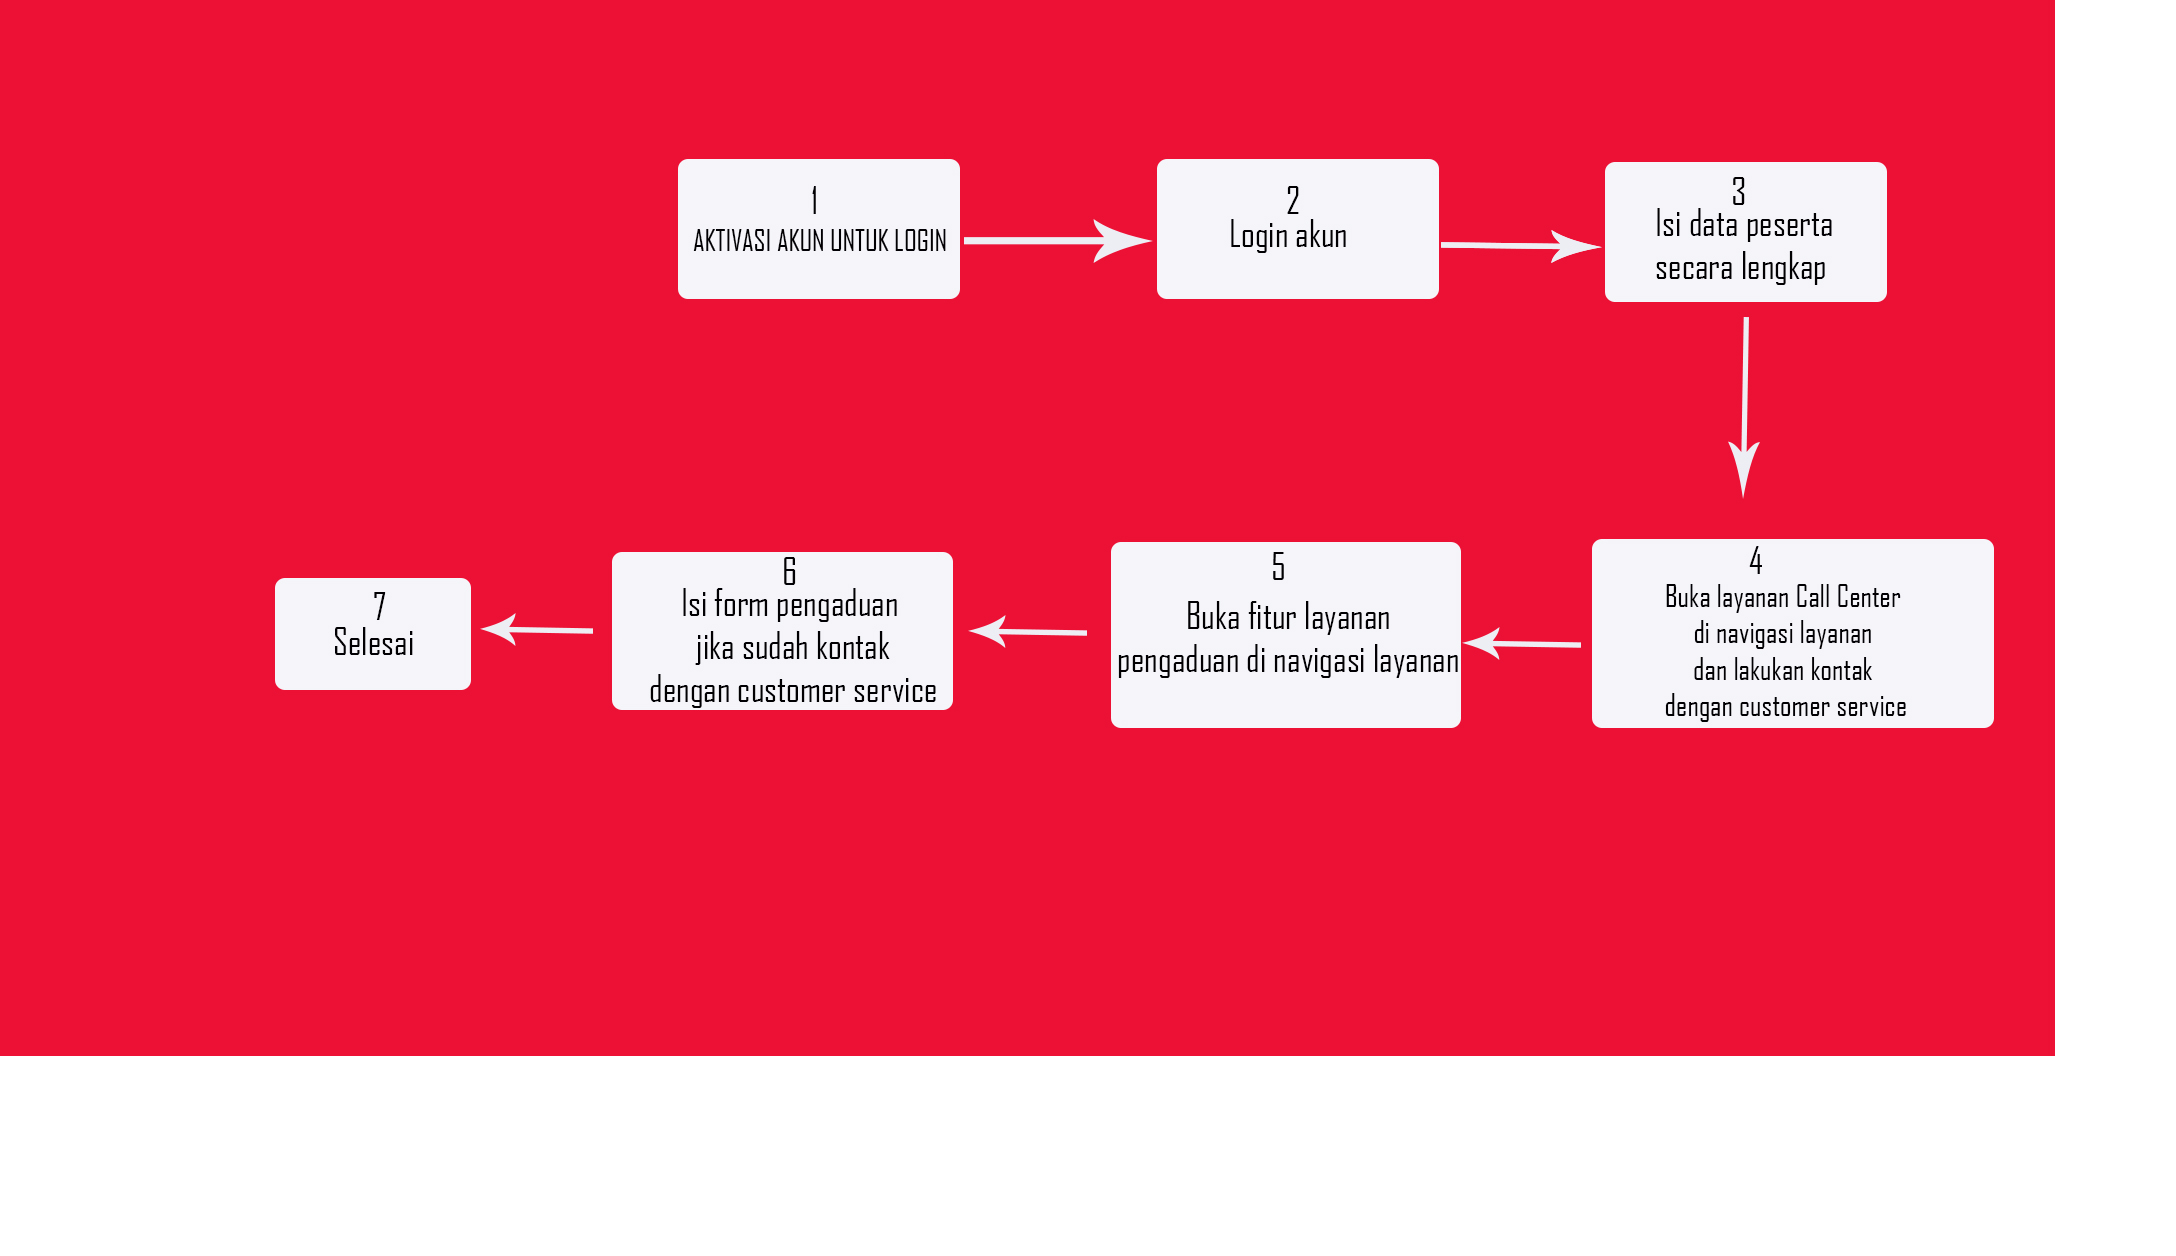 1
AKTIVASI AKUN UNTUK LOGIN
2
Login akun
3
Isi data peserta
secara lengkap
4
Buka layanan Call Center
di navigasi layanan
dan lakukan kontak
dengan customer service
5
Buka fitur layanan
pengaduan di navigasi layanan
6
Isi form pengaduan
jika sudah kontak
dengan customer service
7
Selesai